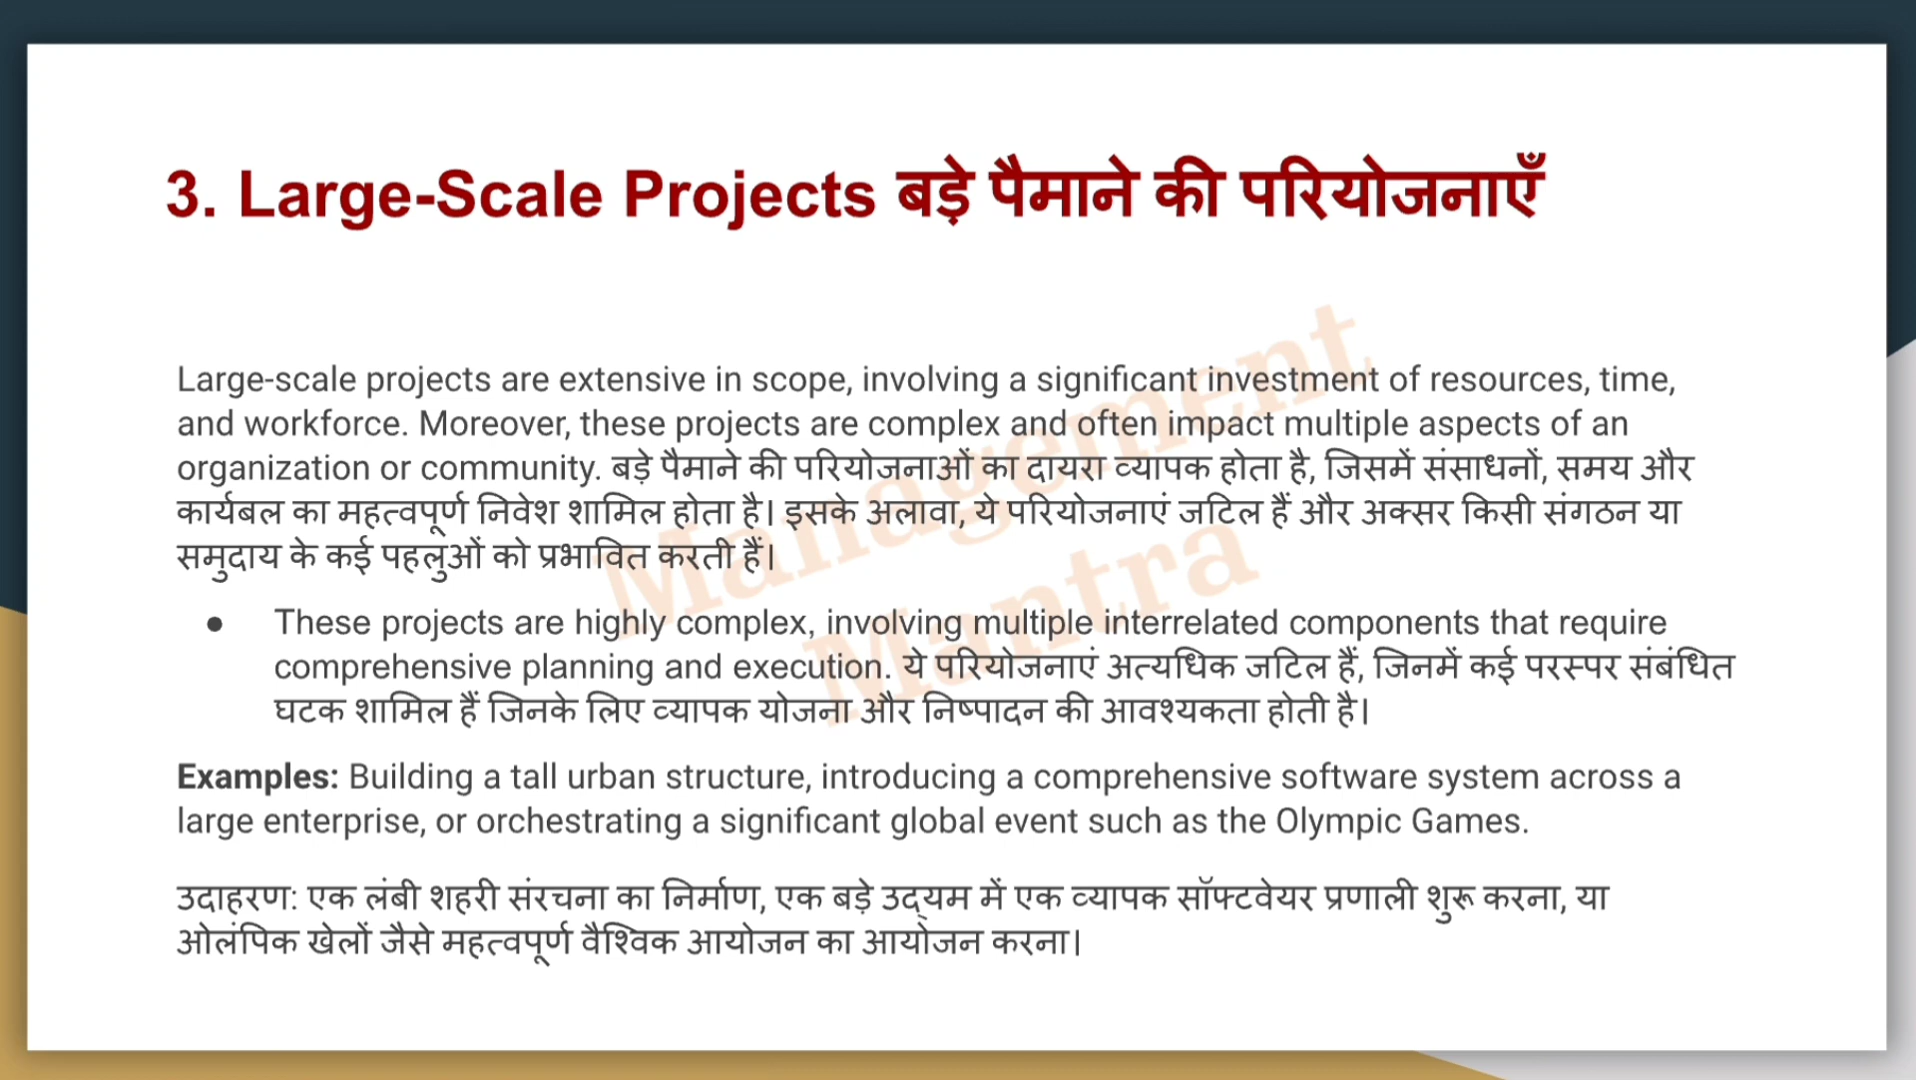 3. Large-Scale Projects बड़े पैमाने की परियोजनाएँ
Large-scale projects are extensive in scope, involving a significant investment of resources, time,
and workforce. Moreover, these projects are complex and often impact multiple aspects of an
organization or community. बड़े पैमाने की परियोजनाओं का दायरा व्यापक होता है, जिसमें संसाधनों, समय और
कार्यबल का महत्वपूर्ण निवेश शामिल होता है। इसके अलावा, ये परियोजनाएं जटिल हैं और अक्सर किसी संगठन या
समुदाय के कई पहलुओं को प्रभावित करती हैं।
● These projects are highly complex, involving multiple interrelated components that require
comprehensive planning and execution. ये परियोजनाएं अत्यधिक जटिल हैं, जिनमें कई परस्पर संबंधित
घटक शामिल हैं जिनके लिए व्यापक योजना और निष्पादन की आवश्यकता होती है।
Examples: Building a tall urban structure, introducing a comprehensive software system across a
large enterprise, or orchestrating a significant global event such as the Olympic Games.
उदाहरण: एक लंबी शहरी संरचना का निर्माण, एक बड़े उद्यम में एक व्यापक सॉफ्टवेयर प्रणाली शुरू करना, या
ओलंपिक खेलों जैसे महत्वपूर्ण वैश्विक आयोजन का आयोजन करना।
Management
Mantra